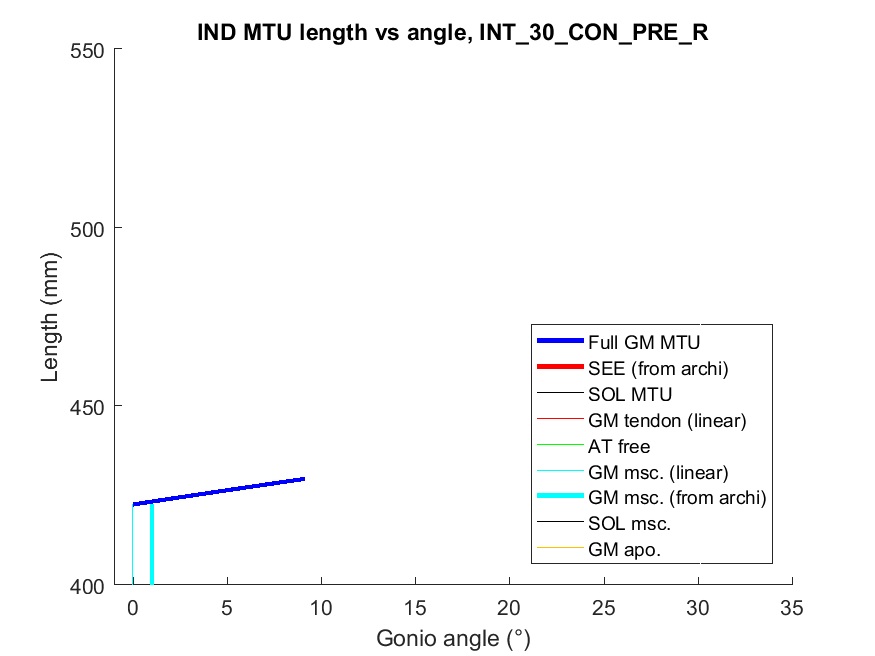 IND MTU length vs angle, INT_30_CON_PRE_R
550
500
450
400
Length (mm)
0 5 10 15 20 25 30 35
Gonio angle (°)
Full GM MTU
SEE (from archi)
SOL MTU
GM tendon (linear)
AT free
GM msc. (linear)
GM msc. (from archi)
SOL msc.
GM apo.